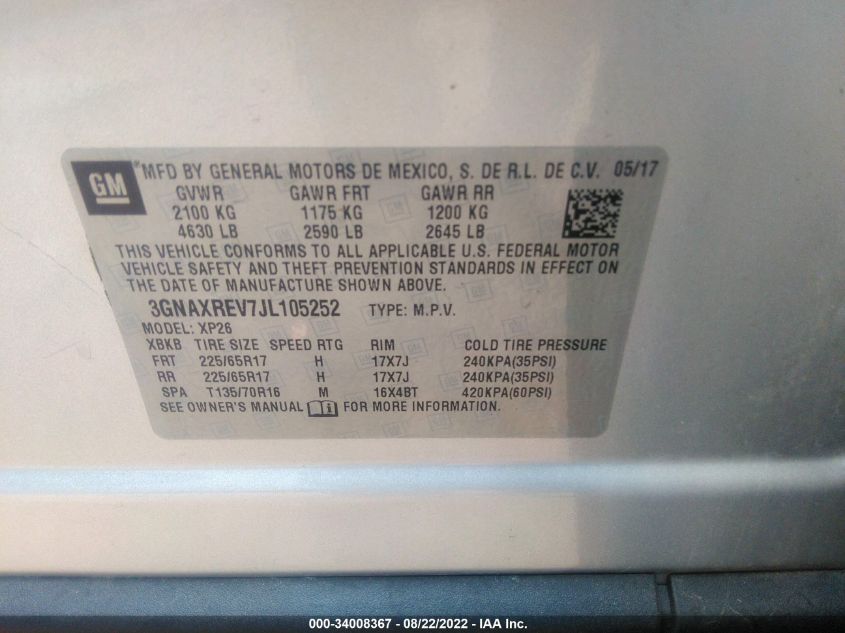 GM
MFD BY GENERAL MOTORS DE MEXICO, S. DE R.L. DE C.V. 05/17
GVWR GAWR FRT GAWR RR
2100 KG 1175 KG 1200 KG
4630 LB 2590 LB 2645 LB
THIS VEHICLE CONFORMS TO ALL APPLICABLE U.S. FEDERAL MOTOR
VEHICLE SAFETY AND THEFT PREVENTION STANDARDS IN EFFECT ON
THE DATE OF MANUFACTURE SHOWN ABOVE.
3GNAXREV7JL105252 TYPE: M.P.V.
MODEL: XP26
XBKB TIRE SIZE SPEED RTG RIM COLD TIRE PRESSURE
FRT 225/65R17 H 17X7J 240KPA(35PSI)
RR 225/65R17 H 17X7J 240KPA(35PSI)
SPA T135/70R16 M 16X4BT 420KPA(60PSI)
SEE OWNER'S MANUAL FOR MORE INFORMATION.
000-34008367 - 08/22/2022 - IAA Inc.